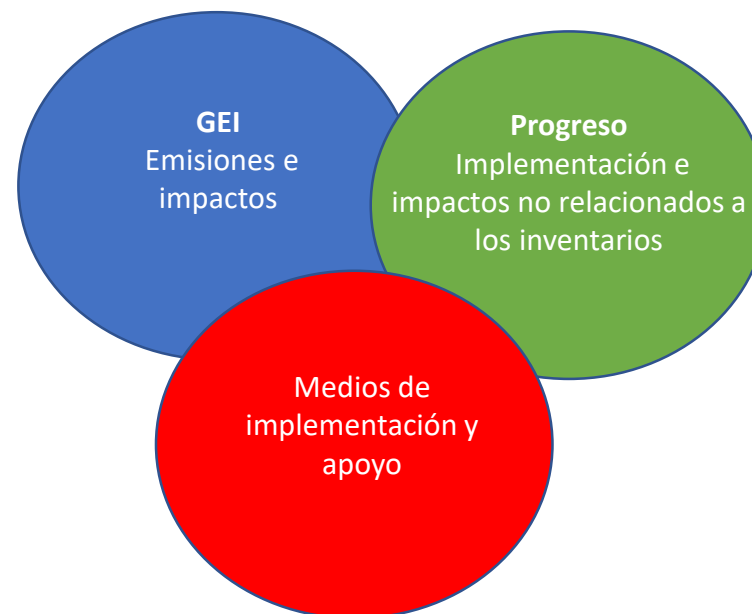 GEI
Emisiones e
impactos
Progreso
Implementación e
impactos no relacionados a
los inventarios
Medios de
implementación y
apoyo